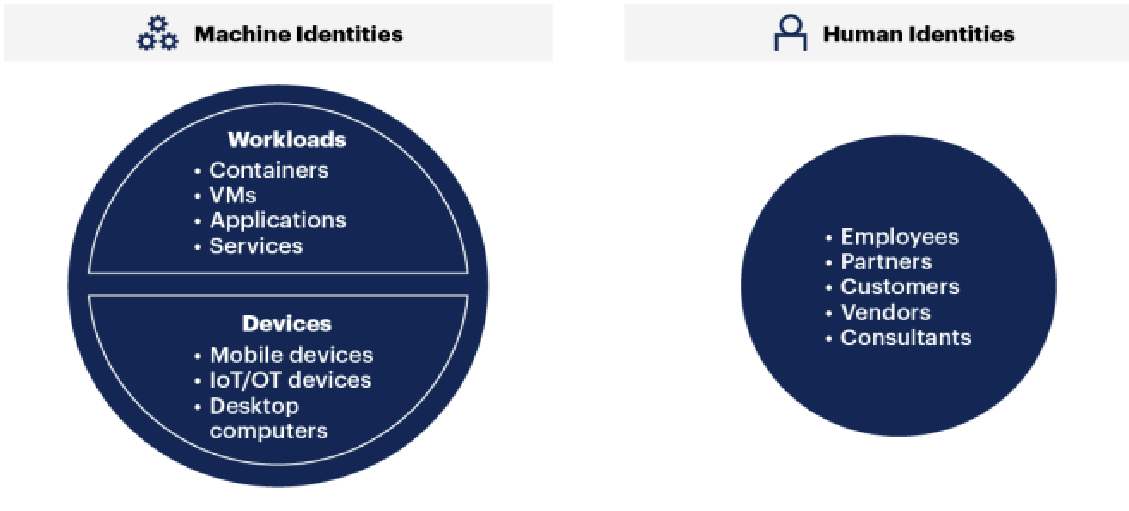 Machine Identities
Workloads
• Containers
• VMs
• Applications
• Services
Devices
• Mobile devices
• IoT/OT devices
• Desktop
computers
Human Identities
• Employees
• Partners
• Customers
• Vendors
• Consultants